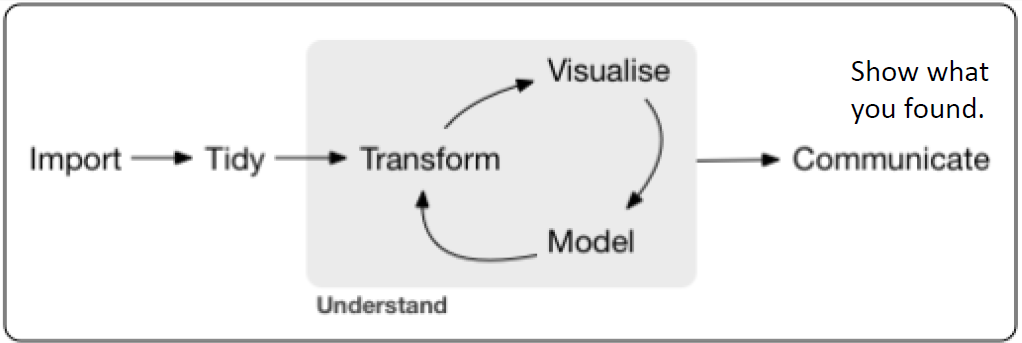 Visualise
Show what
you found.
Import
Tidy
Transform
Communicate
Model
Understand